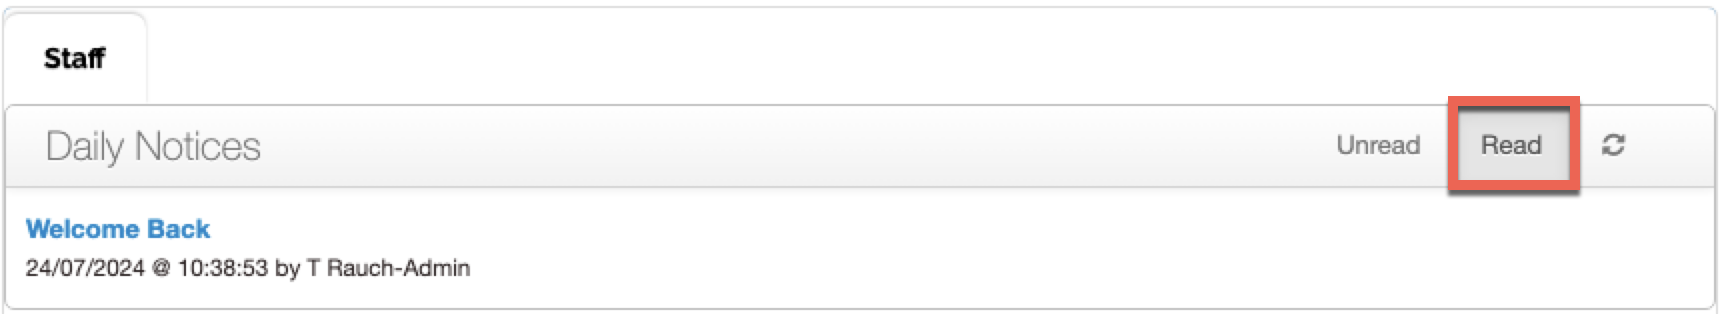 Staff
Daily Notices Unread Read
Welcome Back
24/07/2024 @ 10:38:53 by T Rauch-Admin